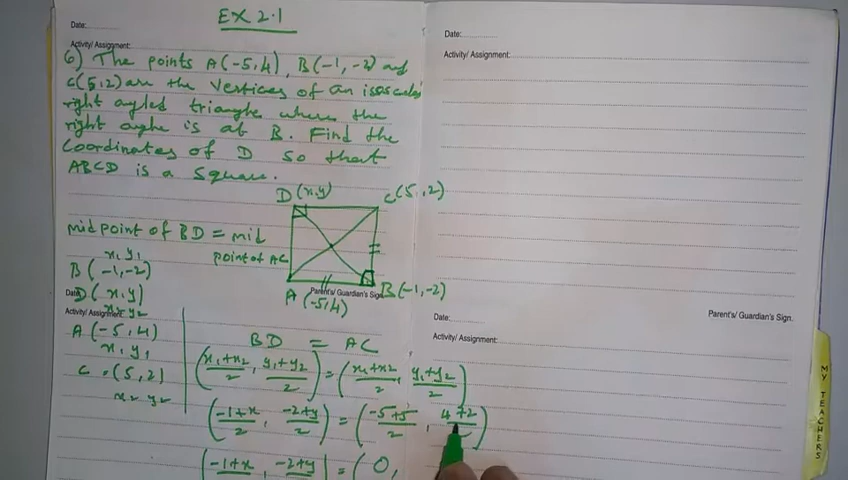 EX 2.1
Date:
Activity/ Assignment:
6) The points A(-5,4), B(-1,-2) and
C(5,2) are the vertices of an isosceles
right angled triangle where the
right angle is at B. Find the
Coordinates of D so that
ABCD is a Square.
D(x,y)
C(5,2)
mid point of BD = mid
point of AC
x1 y1
B(-1,-2)
D(x,y)
x2 y2
A(-5,4)
B(-1,-2)
Parent's/ Guardian's Sign.
Date:
Activity/ Assignment:
A(-5,4)
x1 y1
C.(5,2)
x2 y2
BD = AC
(x1+x2/2, y1+y2/2) = (x1+x2/2, y1+y2/2)
(-1+x/2, -2+y/2) = (-5+5/2, 4+2/2)
(-1+x, -2+y) = (0,
Date:
Activity/ Assignment:
Parent's/ Guardian's Sign.
Date:
Activity/ Assignment:
MY TEACHERS